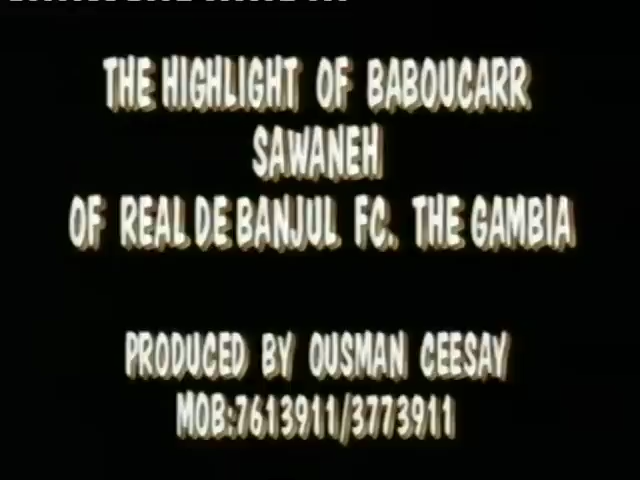 THE HIGHLIGHT OF BABOUCARR
SAWANEH
OF REAL DE BANJUL FC. THE GAMBIA
PRODUCED BY OUSMAN CEESAY
MOB:7613911/3773911